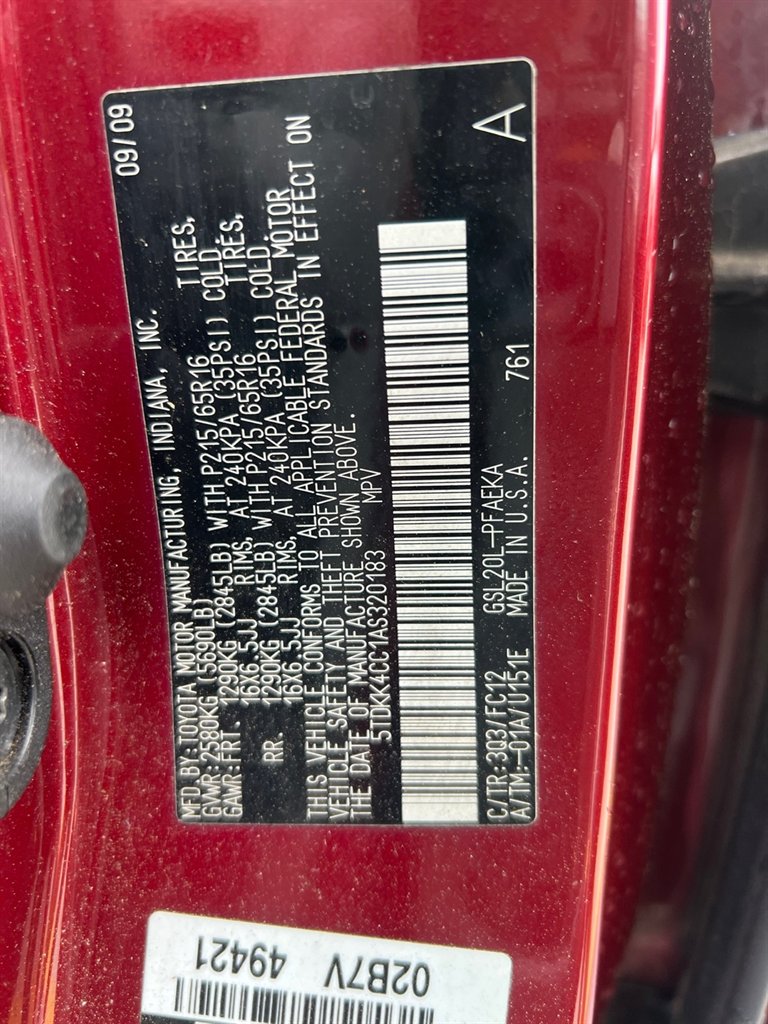 MFD.BY:TOYOTA MOTOR MANUFACTURING, INDIANA, INC. 09/09
GVWR:2580KG (5690LB)
GAWR:FRT 1290KG (2845LB) WITH P215/65R16 TIRES,
16X6.5JJ RIMS, AT 240KPA (35PSI) COLD
RR. 1290KG (2845LB) WITH P215/65R16 TIRES,
16X6.5JJ RIMS, AT 240KPA (35PSI) COLD.
THIS VEHICLE CONFORMS TO ALL APPLICABLE FEDERAL MOTOR
VEHICLE SAFETY AND THEFT PREVENTION STANDARDS IN EFFECT ON
THE DATE OF MANUFACTURE SHOWN ABOVE.
5TDKK4CC1AS320183 MPV
C/TR:3Q3/FC12 GSL20L-PFAEKA 761
A/TM:-01A/U151E MADE IN U.S.A. A
02B7V 49421